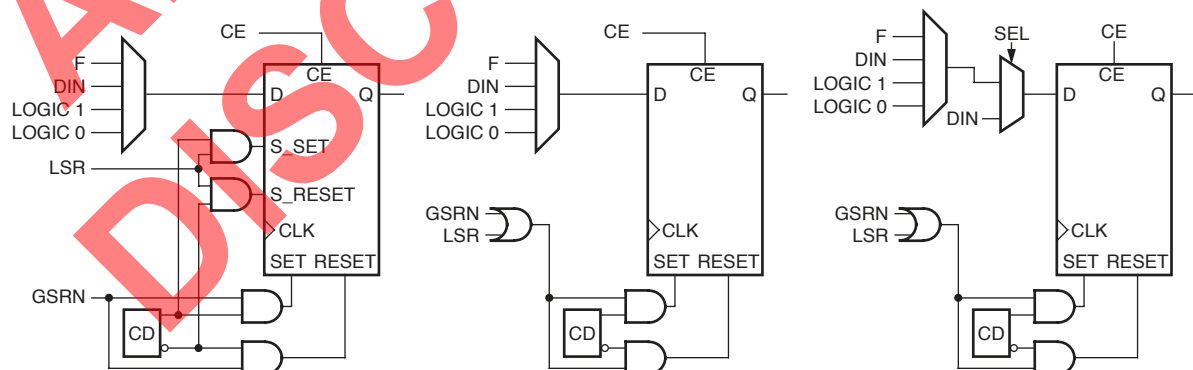 CE
F
DIN
LOGIC 1
LOGIC 0
CE
D
Q
LSR
S_SET
S_RESET
CLK
SET RESET
GSRN
CD
CE
F
DIN
LOGIC 1
LOGIC 0
CE
D
Q
GSRN
LSR
CLK
SET RESET
CD
F
DIN
LOGIC 1
LOGIC 0
SEL
DIN
CE
CE
D
Q
GSRN
LSR
CLK
SET RESET
CD
DISC